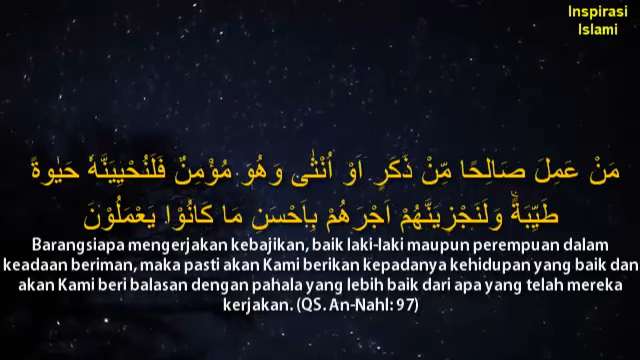 Inspirasi
Islami
مَنْ عَمِلَ صَالِحًا مِّنْ ذَكَرٍ اَوْ اُنْثٰى وَهُوَ مُؤْمِنٌ فَلَنُحْيِيَنَّهٗ حَيٰوةً
طَيِّبَةًۚ وَلَنَجْزِيَنَّهُمْ اَجْرَهُمْ بِاَحْسَنِ مَا كَانُوْا يَعْمَلُوْنَ
Barangsiapa mengerjakan kebajikan, baik laki-laki maupun perempuan dalam
keadaan beriman, maka pasti akan Kami berikan kepadanya kehidupan yang baik dan
akan Kami beri balasan dengan pahala yang lebih baik dari apa yang telah mereka
kerjakan. (QS. An-Nahl: 97)